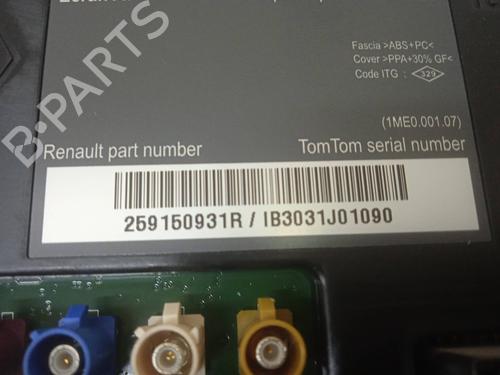 Fascia >ABS+PC<
Cover >PPA+30% GF<
Code ITG : 329
(1ME0.001.07)
Renault part number TomTom serial number
259150931R / IB3031J01090
B-PARTS